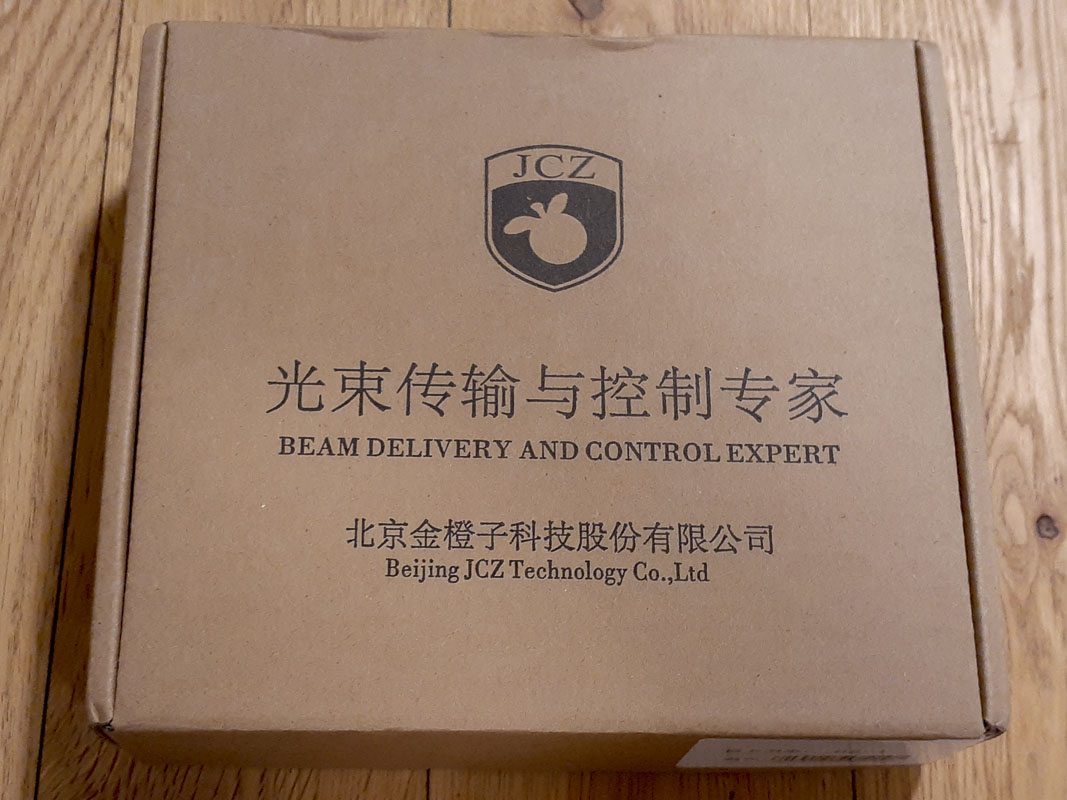 JCZ
光束传输与控制专家
BEAM DELIVERY AND CONTROL EXPERT
北京金橙子科技股份有限公司
Beijing JCZ Technology Co.,Ltd